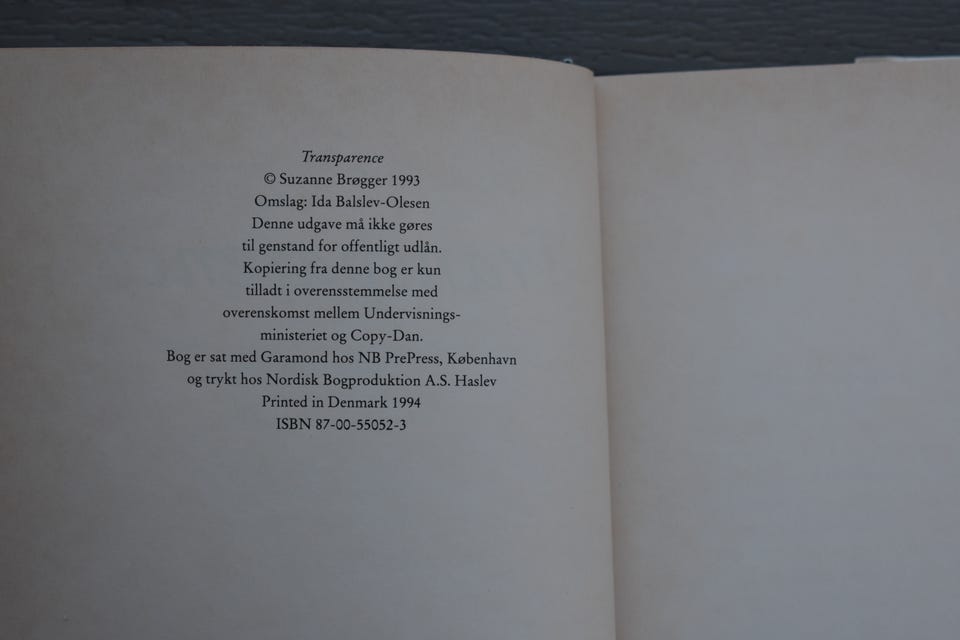 Transparence
© Suzanne Brøgger 1993
Omslag: Ida Balslev-Olesen
Denne udgave må ikke gøres
til genstand for offentligt udlån.
Kopiering fra denne bog er kun
tilladt i overensstemmelse med
overenskomst mellem Undervisnings-
ministeriet og Copy-Dan.
Bog er sat med Garamond hos NB PrePress, København
og trykt hos Nordisk Bogproduktion A.S. Haslev
Printed in Denmark 1994
ISBN 87-00-55052-3